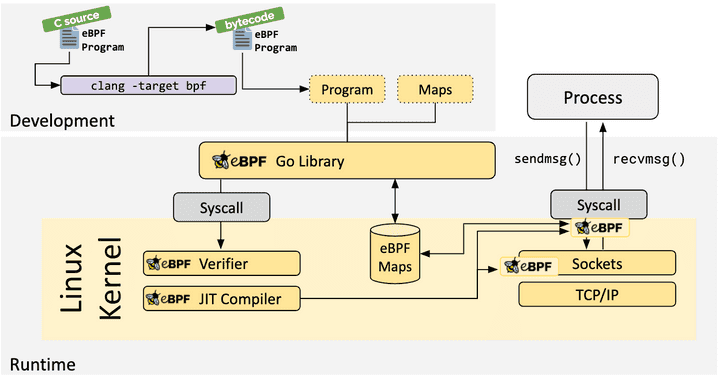 C source
eBPF
Program
bytecode
eBPF
Program
clang -target bpf
Program
Maps
Development
Process
sendmsg()
recvmsg()
eBPF Go Library
Syscall
Syscall
eBPF
Linux
Kernel
eBPF Verifier
eBPF
Maps
eBPF
Sockets
eBPF JIT Compiler
TCP/IP
Runtime